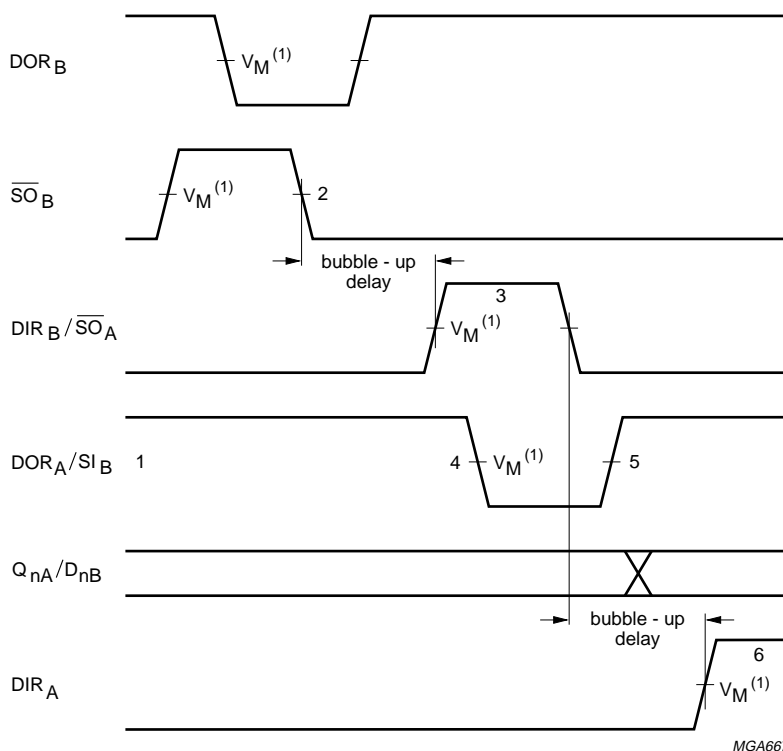 DOR B
V M (1)
SO B
V M (1)
2
bubble - up
delay
3
DIR B / SO A
V M (1)
DOR A / SI B
1
4
V M (1)
5
Q nA / D nB
bubble - up
delay
6
DIR A
V M (1)
MGA66